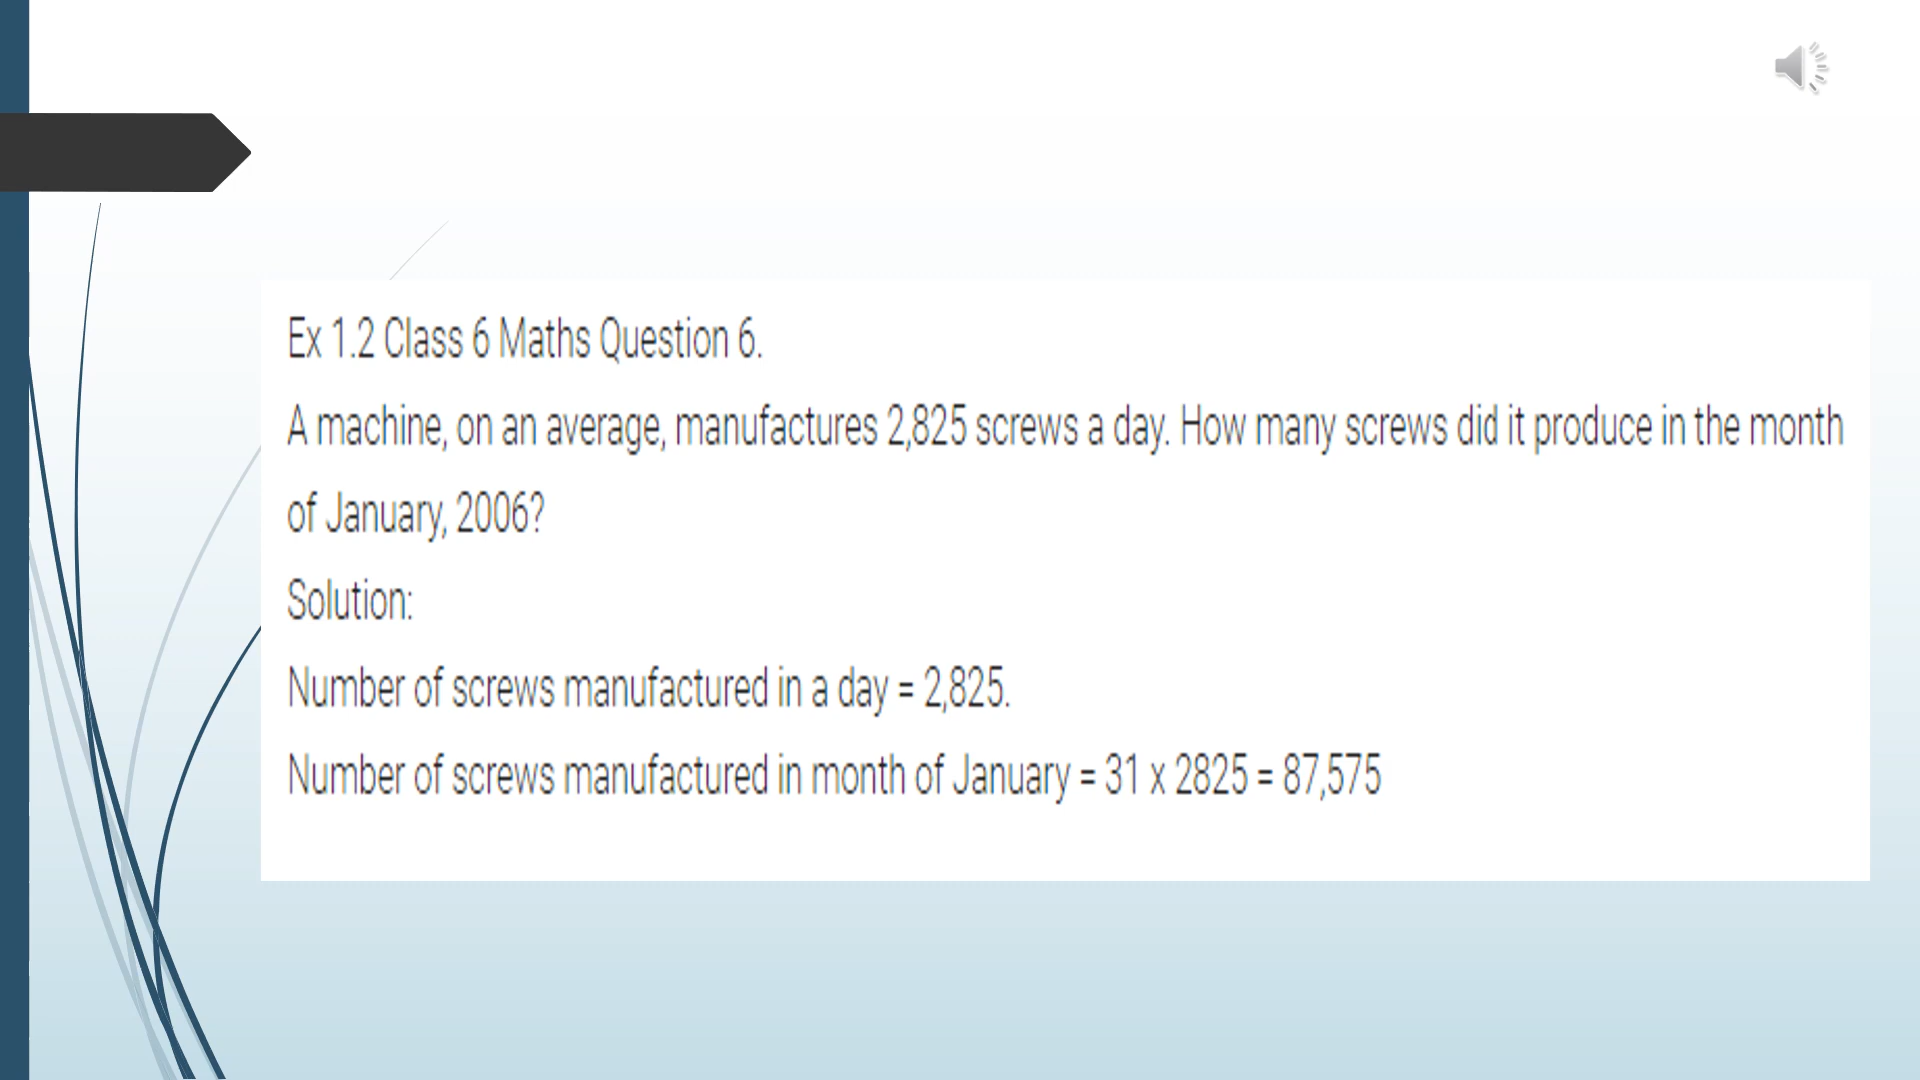 Ex 1.2 Class 6 Maths Question 6.
A machine, on an average, manufactures 2,825 screws a day. How many screws did it produce in the month
of January, 2006?
Solution:
Number of screws manufactured in a day = 2,825.
Number of screws manufactured in month of January = 31 x 2825 = 87,575